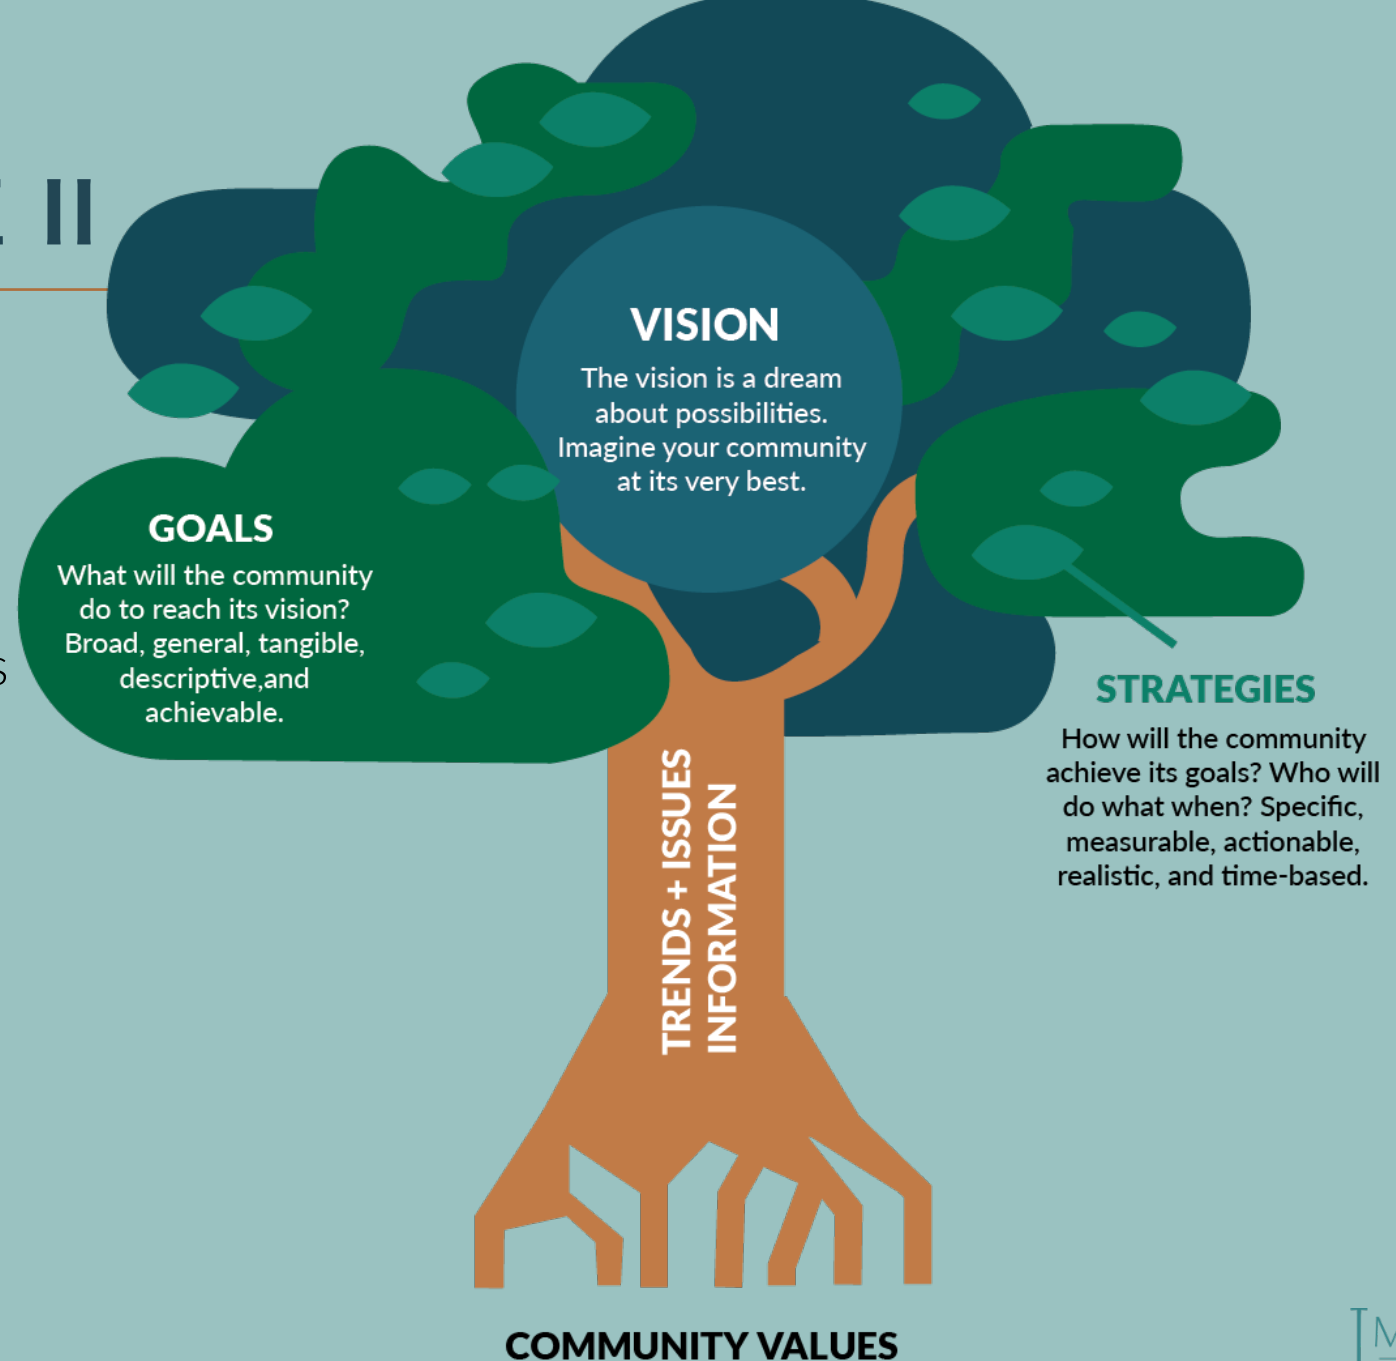 II
VISION
The vision is a dream
about possibilities.
Imagine your community
at its very best.
GOALS
What will the community
do to reach its vision?
Broad, general, tangible,
descriptive,and
achievable.
S
STRATEGIES
How will the community
achieve its goals? Who will
do what when? Specific,
measurable, actionable,
realistic, and time-based.
TRENDS + ISSUES
INFORMATION
COMMUNITY VALUES